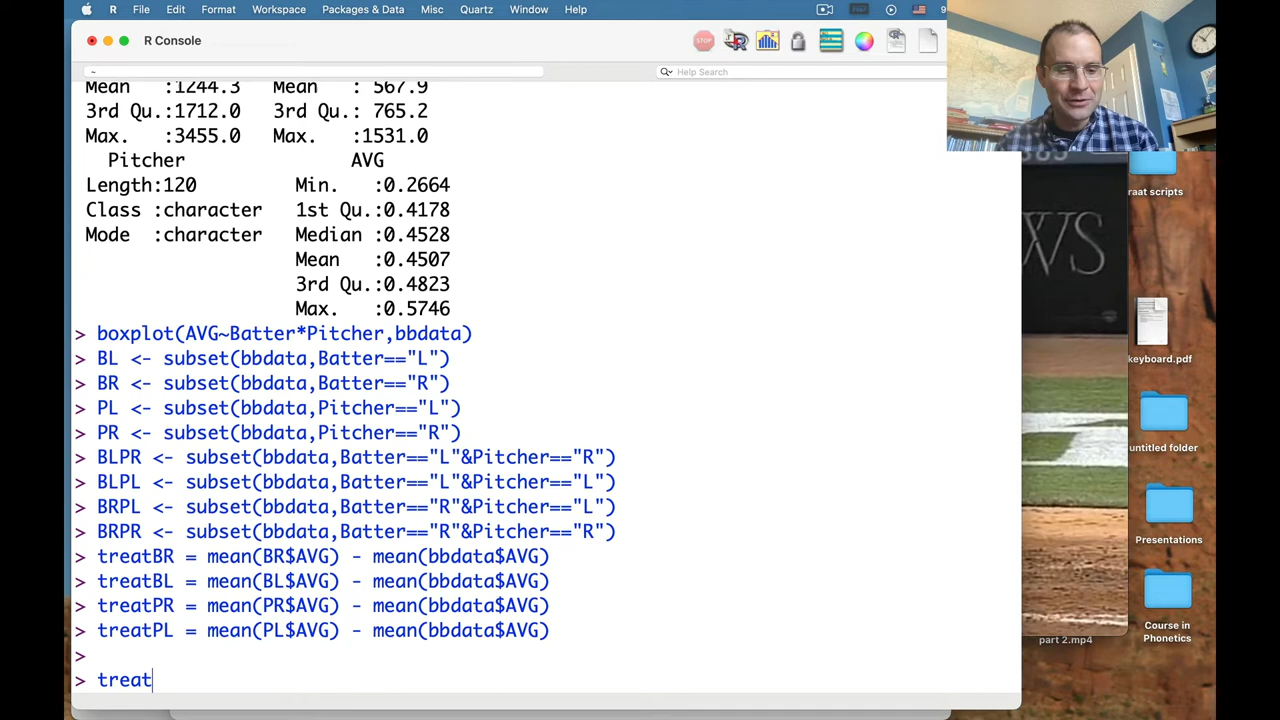 R File Edit Format Workspace Packages & Data Misc Quartz Window Help
R Console
STOP
~
Help Search
Mean :1244.3 Mean : 567.9
3rd Qu.:1712.0 3rd Qu.: 765.2
Max. :3455.0 Max. :1531.0
Pitcher AVG
Length:120 Min. :0.2664
Class :character 1st Qu.:0.4178
Mode :character Median :0.4528
Mean :0.4507
3rd Qu.:0.4823
Max. :0.5746
> boxplot(AVG~Batter*Pitcher,bbdata)
> BL <- subset(bbdata,Batter=="L")
> BR <- subset(bbdata,Batter=="R")
> PL <- subset(bbdata,Pitcher=="L")
> PR <- subset(bbdata,Pitcher=="R")
> BLPR <- subset(bbdata,Batter=="L"&Pitcher=="R")
> BLPL <- subset(bbdata,Batter=="L"&Pitcher=="L")
> BRPL <- subset(bbdata,Batter=="R"&Pitcher=="L")
> BRPR <- subset(bbdata,Batter=="R"&Pitcher=="R")
> treatBR = mean(BR$AVG) - mean(bbdata$AVG)
> treatBL = mean(BL$AVG) - mean(bbdata$AVG)
> treatPR = mean(PR$AVG) - mean(bbdata$AVG)
> treatPL = mean(PL$AVG) - mean(bbdata$AVG)
>
> treat
raat scripts
WS
keyboard.pdf
untitled folder
Presentations
Course in
Phonetics
part 2.mp4